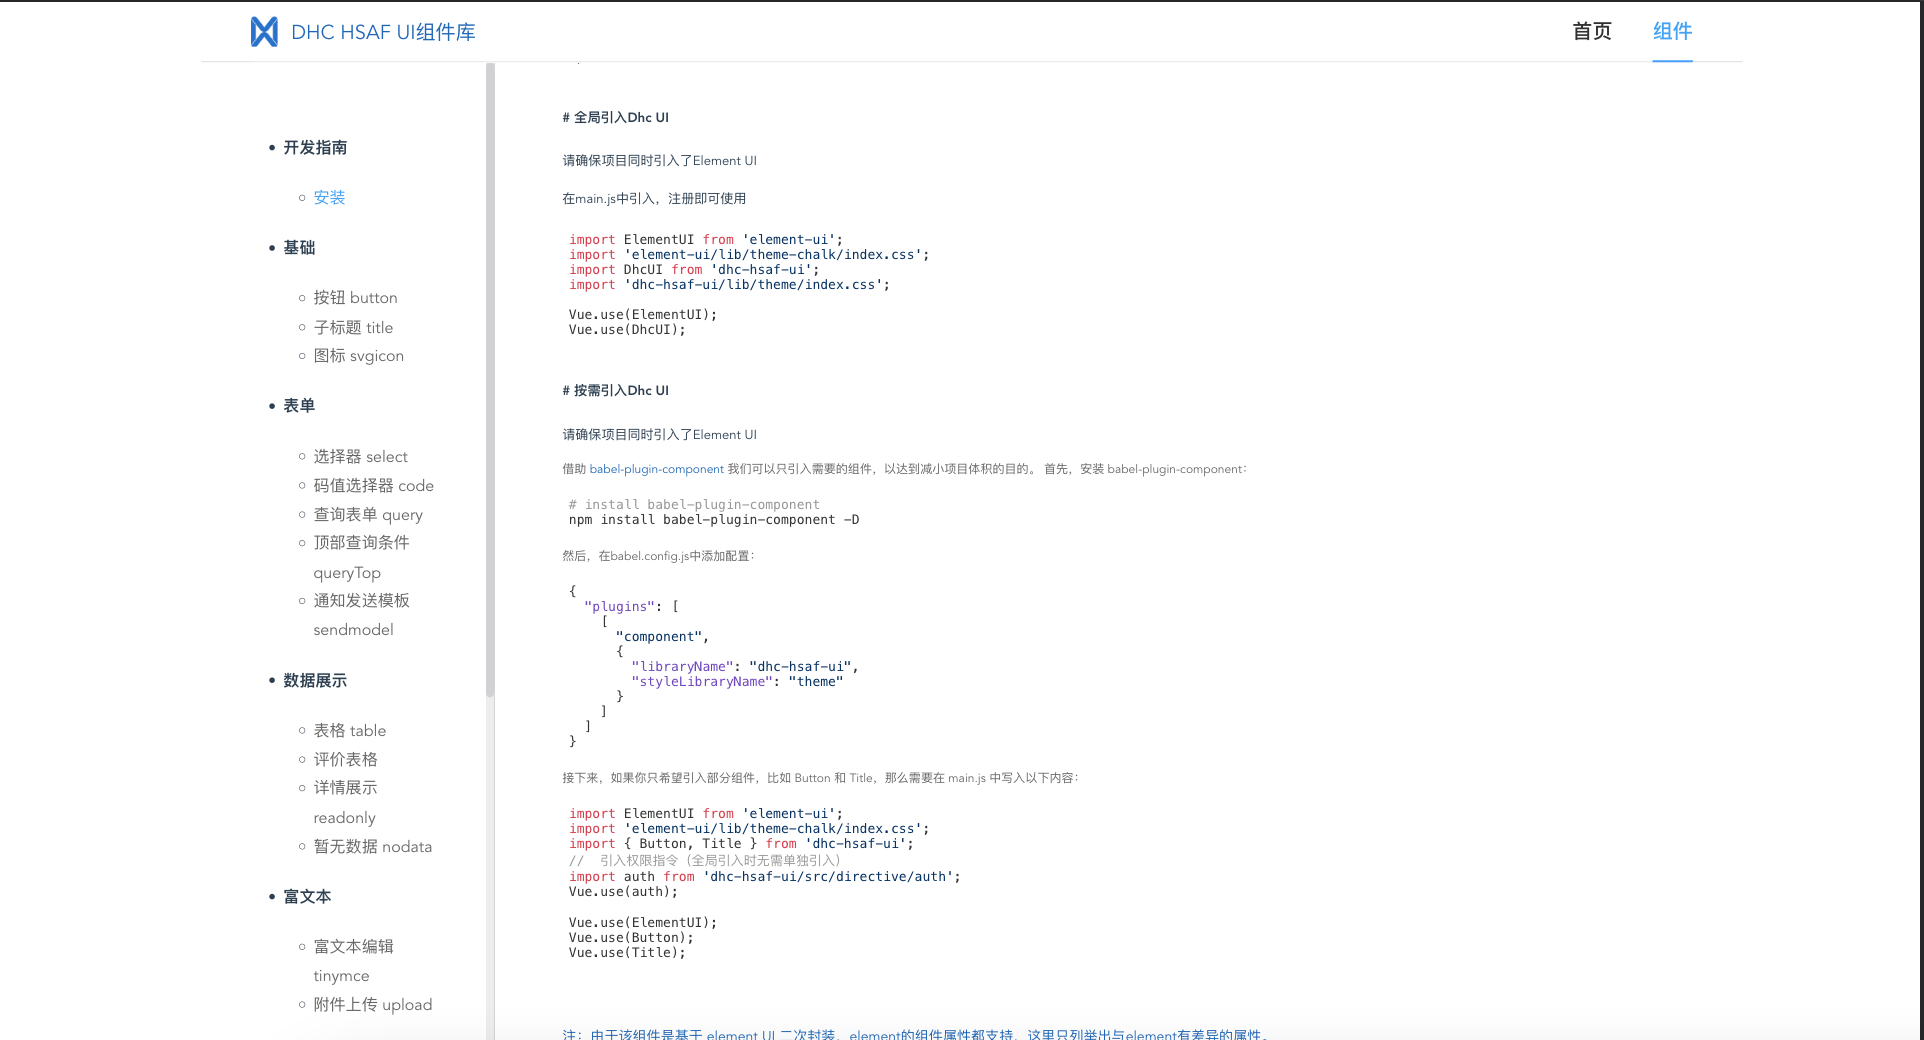 DHC HSAF UI组件库
首页
组件
开发指南
安装
基础
按钮 button
子标题 title
图标 svgicon
表单
选择器 select
码值选择器 code
查询表单 query
顶部查询条件
queryTop
通知发送模板
sendmodel
数据展示
表格 table
评价表格
详情展示
readonly
暂无数据 nodata
富文本
富文本编辑
tinymce
附件上传 upload
# 全局引入Dhc UI
请确保项目同时引入了Element UI
在main.js中引入，注册即可使用
import ElementUI from 'element-ui';
import 'element-ui/lib/theme-chalk/index.css';
import DhcUI from 'dhc-hsaf-ui';
import 'dhc-hsaf-ui/lib/theme/index.css';
Vue.use(ElementUI);
Vue.use(DhcUI);
# 按需引入Dhc UI
请确保项目同时引入了Element UI
借助 babel-plugin-component 我们可以只引入需要的组件，以达到减小项目体积的目的。 首先，安装 babel-plugin-component：
# install babel-plugin-component
npm install babel-plugin-component -D
然后，在babel.config.js中添加配置：
{
"plugins": [
[
"component",
{
"libraryName": "dhc-hsaf-ui",
"styleLibraryName": "theme"
}
]
]
}
接下来，如果你只希望引入部分组件，比如 Button 和 Title，那么需要在 main.js 中写入以下内容：
import ElementUI from 'element-ui';
import 'element-ui/lib/theme-chalk/index.css';
import { Button, Title } from 'dhc-hsaf-ui';
// 引入权限指令（全局引入时无需单独引入）
import auth from 'dhc-hsaf-ui/src/directive/auth';
Vue.use(auth);
Vue.use(ElementUI);
Vue.use(Button);
Vue.use(Title);
注：由于该组件是基于 element UI 二次封装，element的组件属性都支持，这里只列举出与element有差异的属性。